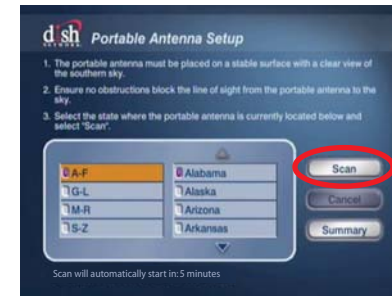 dish
NETWORK
Portable Antenna Setup
1. The portable antenna must be placed on a stable surface with a clear view of
the southern sky.
2. Ensure no obstructions block the line of sight from the portable antenna to the
sky.
3. Select the state where the portable antenna is currently located below and
select "Scan".
A-F
G-L
M-R
S-Z
Alabama
Alaska
Arizona
Arkansas
Scan
Cancel
Summary
Scan will automatically start in: 5 minutes